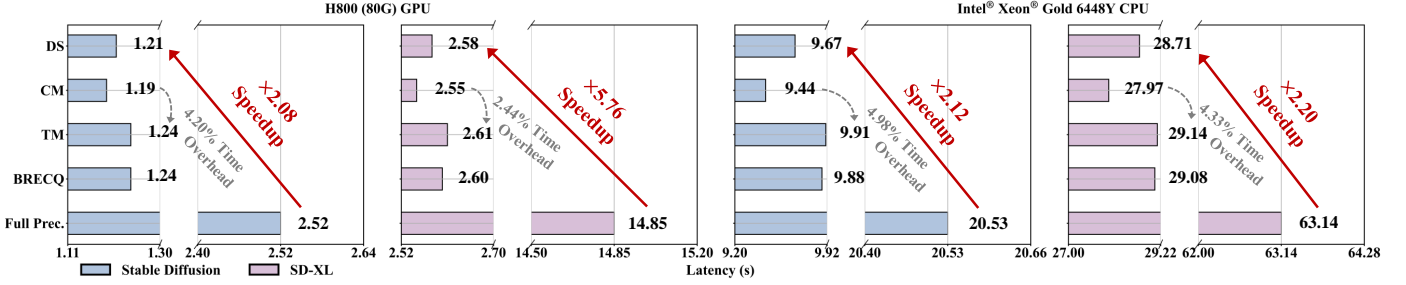 H800 (80G) GPU
Intel® Xeon® Gold 6448Y CPU
DS
CM
TM
BRECQ
Full Prec.
1.21
1.19
1.24
1.24
2.52
×2.08
Speedup
4.20% Time
Overhead
1.11 1.30 2.40 2.52 2.64
2.58
2.55
2.61
2.60
14.85
×5.76
Speedup
2.44% Time
Overhead
2.52 2.70 14.50 14.85 15.20
9.67
9.44
9.91
9.88
20.53
×2.12
Speedup
4.98% Time
Overhead
9.20 9.92 20.40 20.53 20.66
28.71
27.97
29.14
29.08
63.14
×2.20
Speedup
4.33% Time
Overhead
27.00 29.22 62.00 63.14 64.28
Stable Diffusion SD-XL
Latency (s)